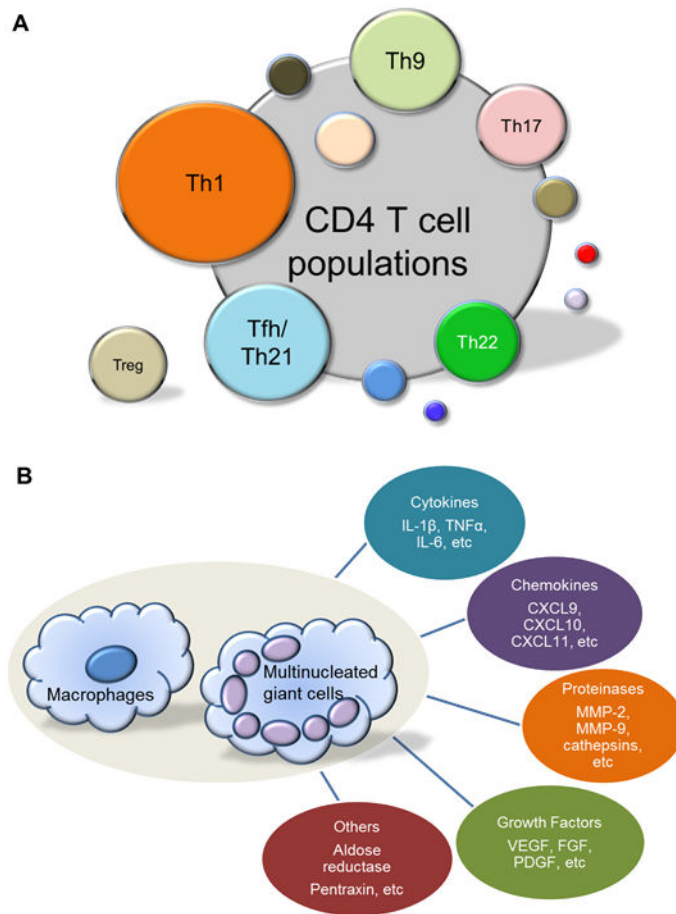 A
Th9
Th17
Th1
CD4 T cell
populations
Tfh/
Th21
Th22
Treg
B
Cytokines
IL-1β, TNFα,
IL-6, etc
Chemokines
CXCL9,
CXCL10,
CXCL11, etc
Macrophages
Multinucleated
giant cells
Proteinases
MMP-2,
MMP-9,
cathepsins,
etc
Others
Aldose
reductase
Pentraxin, etc
Growth Factors
VEGF, FGF,
PDGF, etc